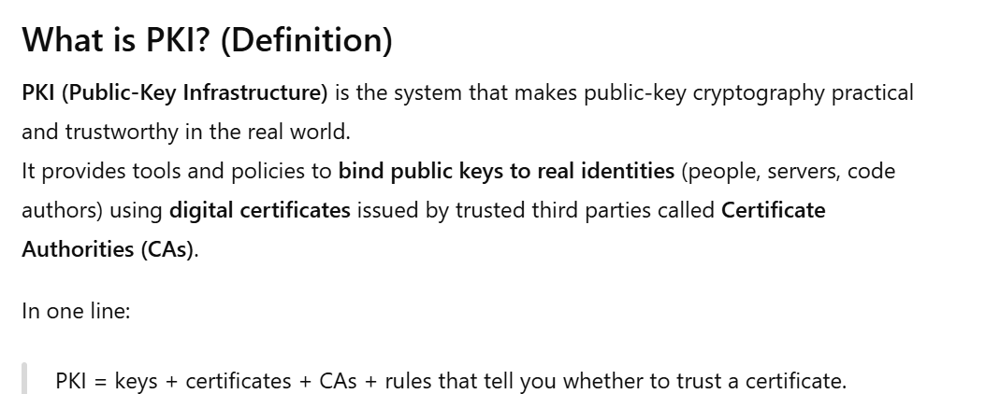 What is PKI? (Definition)
PKI (Public-Key Infrastructure) is the system that makes public-key cryptography practical
and trustworthy in the real world.
It provides tools and policies to bind public keys to real identities (people, servers, code
authors) using digital certificates issued by trusted third parties called Certificate
Authorities (CAs).
In one line:
PKI = keys + certificates + CAs + rules that tell you whether to trust a certificate.